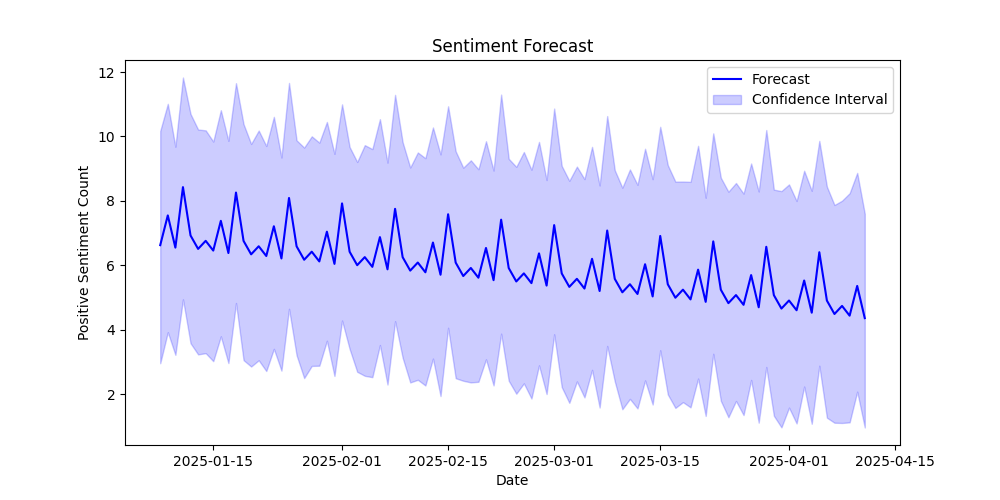 Sentiment Forecast
Forecast
Confidence Interval
Positive Sentiment Count
12
10
8
6
4
2
2025-01-15
2025-02-01
2025-02-15
2025-03-01
2025-03-15
2025-04-01
2025-04-15
Date